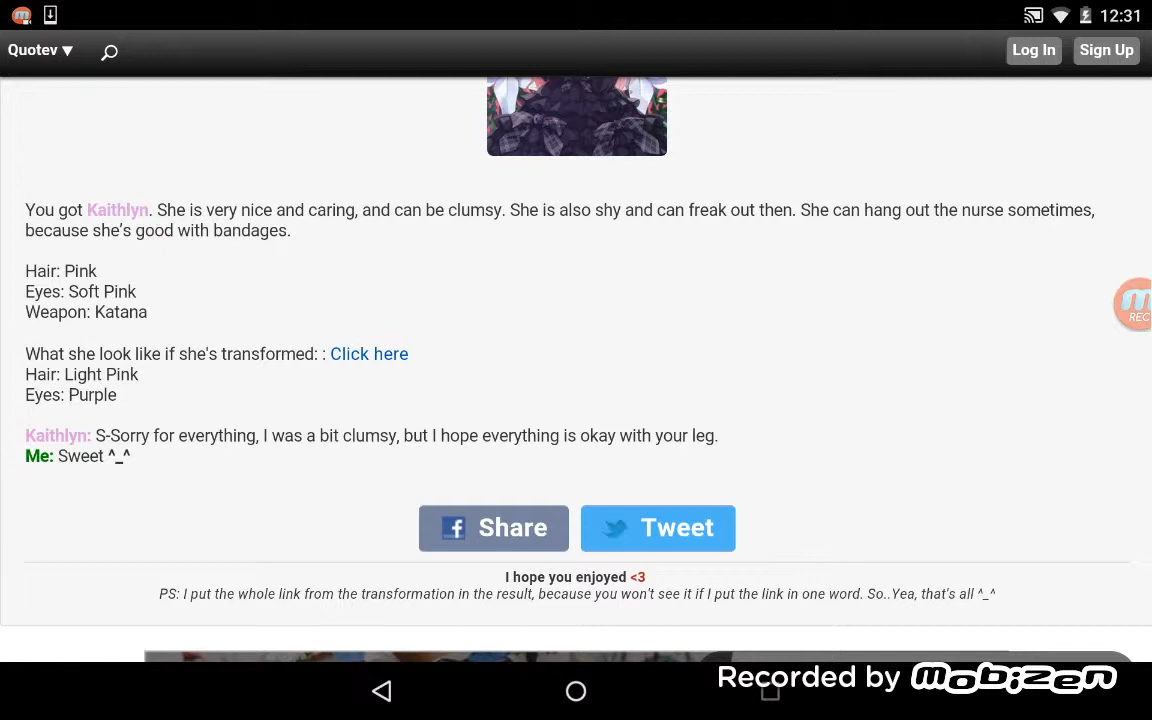 12:31
Quotev ▼
Log In
Sign Up
You got Kaithlyn. She is very nice and caring, and can be clumsy. She is also shy and can freak out then. She can hang out the nurse sometimes,
because she's good with bandages.
Hair: Pink
Eyes: Soft Pink
Weapon: Katana
What she look like if she's transformed: : Click here
Hair: Light Pink
Eyes: Purple
Kaithlyn: S-Sorry for everything, I was a bit clumsy, but I hope everything is okay with your leg.
Me: Sweet ^_^
Share
Tweet
I hope you enjoyed <3
PS: I put the whole link from the transformation in the result, because you won't see it if I put the link in one word. So..Yea, that's all ^_^
REC
Recorded by mobizen